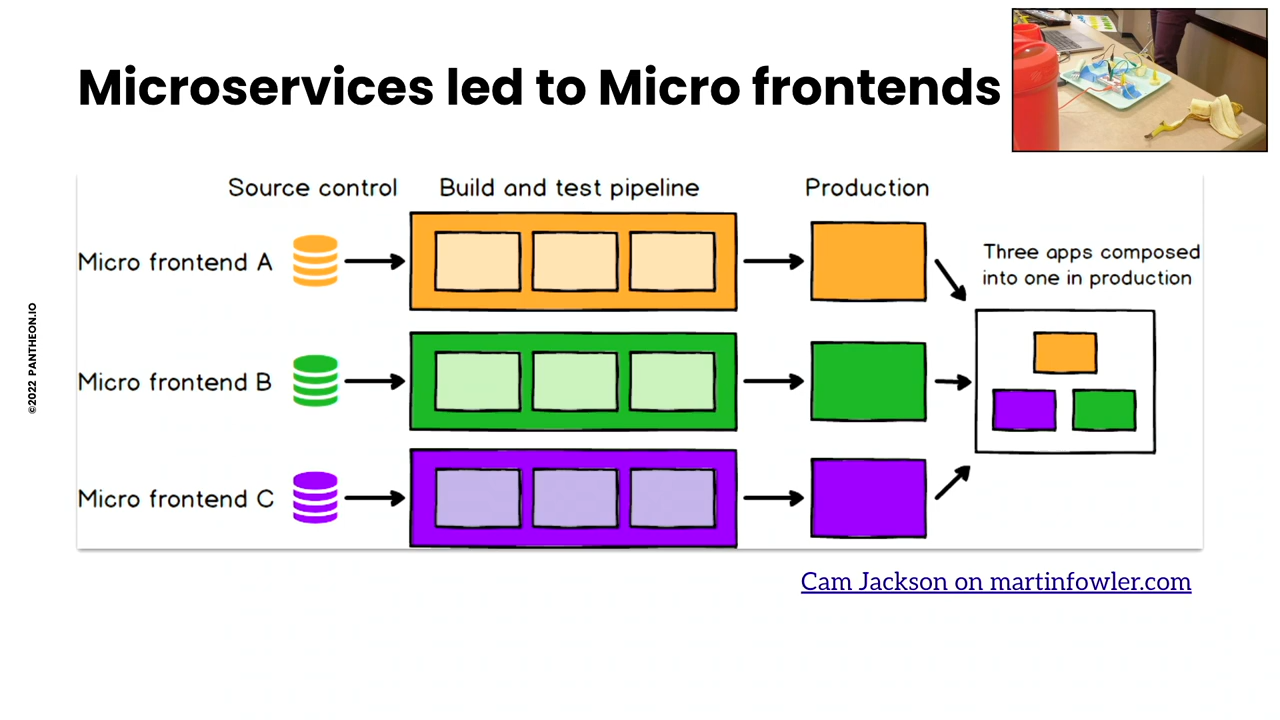 Microservices led to Micro frontends
Source control
Build and test pipeline
Production
Micro frontend A
Three apps composed
into one in production
Micro frontend B
Micro frontend C
Cam Jackson on martinfowler.com
©2022 PANTHEON.IO